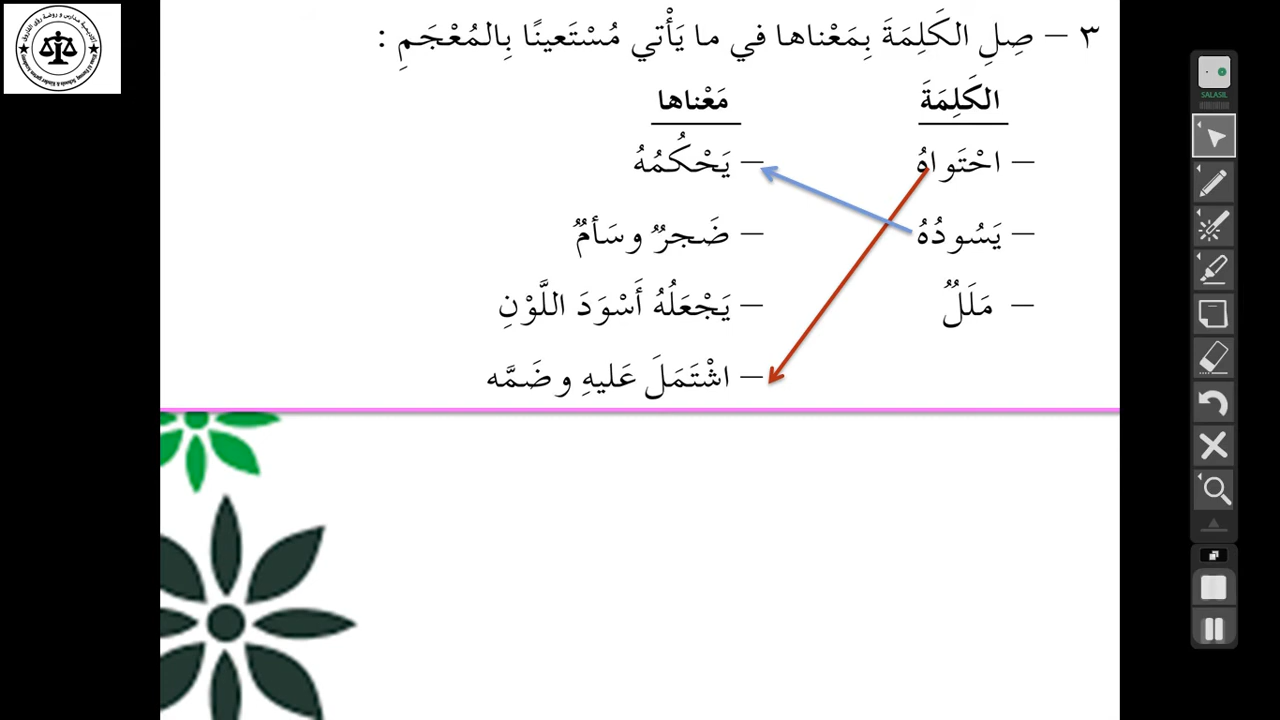 ٣ – صِلِ الكَلِمَةَ بِمَعْناها في ما يَأْتي مُسْتَعينًا بِالمُعْجَمِ :
الكَلِمَةَ مَعْناها
– احْتَواهُ – يَحْكُمُهُ
– يَسُودُهُ – ضَجرٌ وسَأمٌ
– مَلَلٌ – يَجْعَلُهُ أَسْوَدَ اللَّوْنِ
– اشْتَمَلَ عَليهِ وضَمَّه
SALASIL